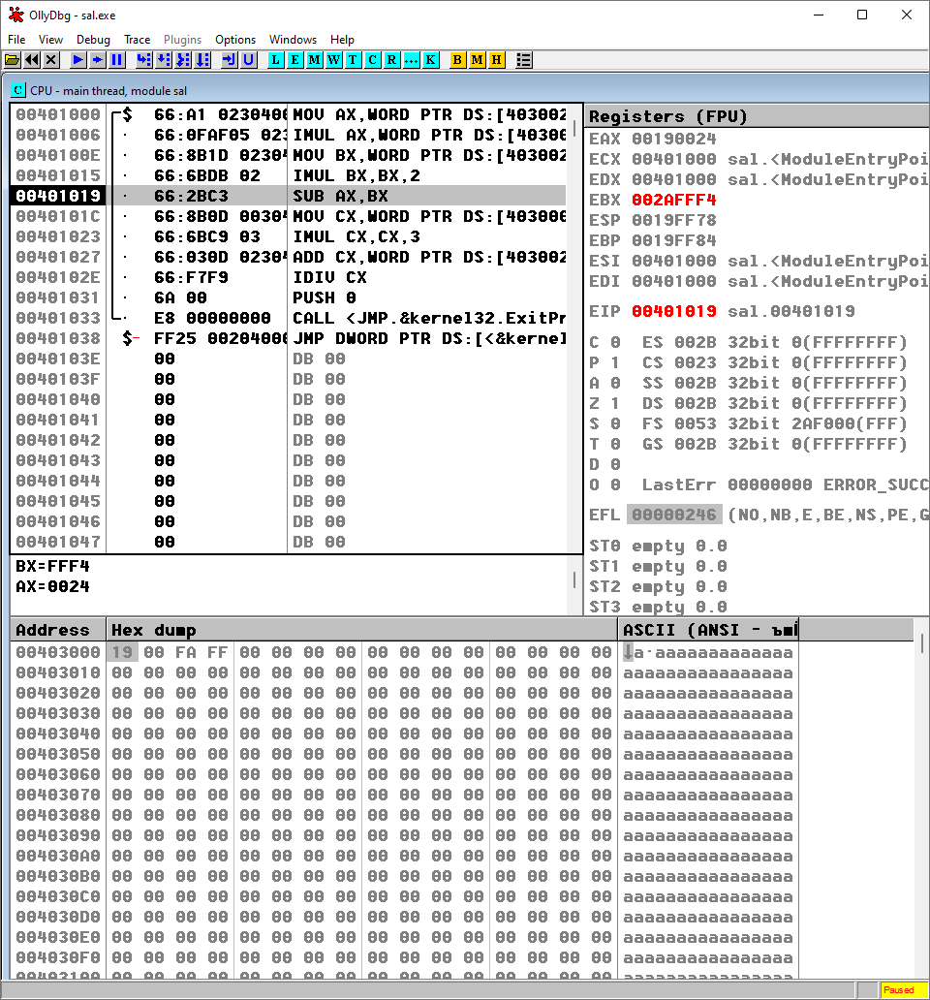 OllyDbg - sal.exe
File View Debug Trace Plugins Options Windows Help
L E M W T C R ... K B M H
C CPU - main thread, module sal
00401000 $ 66:A1 02304000 MOV AX,WORD PTR DS:[403002
00401006 · 66:0FAF05 023 IMUL AX,WORD PTR DS:[403002
0040100E · 66:8B1D 02304 MOV BX,WORD PTR DS:[403002
00401015 · 66:6BDB 02 IMUL BX,BX,2
00401019 · 66:2BC3 SUB AX,BX
0040101C · 66:8B0D 00304 MOV CX,WORD PTR DS:[403000
00401023 · 66:6BC9 03 IMUL CX,CX,3
00401027 · 66:030D 02304 ADD CX,WORD PTR DS:[403002
0040102E · 66:F7F9 IDIV CX
00401031 · 6A 00 PUSH 0
00401033 · E8 00000000 CALL <JMP.&kernel32.ExitPr
00401038 $- FF25 00204000 JMP DWORD PTR DS:[<&kernel
0040103E 00 DB 00
0040103F 00 DB 00
00401040 00 DB 00
00401041 00 DB 00
00401042 00 DB 00
00401043 00 DB 00
00401044 00 DB 00
00401045 00 DB 00
00401046 00 DB 00
00401047 00 DB 00
BX=FFF4
AX=0024
Registers (FPU)
EAX 00190024
ECX 00401000 sal.<ModuleEntryPoi
EDX 00401000 sal.<ModuleEntryPoi
EBX 002AFFF4
ESP 0019FF78
EBP 0019FF84
ESI 00401000 sal.<ModuleEntryPoi
EDI 00401000 sal.<ModuleEntryPoi
EIP 00401019 sal.00401019
C 0 ES 002B 32bit 0(FFFFFFFF)
P 1 CS 0023 32bit 0(FFFFFFFF)
A 0 SS 002B 32bit 0(FFFFFFFF)
Z 1 DS 002B 32bit 0(FFFFFFFF)
S 0 FS 0053 32bit 2AF000(FFF)
T 0 GS 002B 32bit 0(FFFFFFFF)
D 0
O 0 LastErr 00000000 ERROR_SUCC
EFL 00000246 (NO,NB,E,BE,NS,PE,G
ST0 empty 0.0
ST1 empty 0.0
ST2 empty 0.0
ST3 empty 0.0
Address Hex dump ASCII (ANSI -
00403000 19 00 FA FF 00 00 00 00 00 00 00 00 00 00 00 00 ↓a·aaaaaaaaaaaaa
00403010 00 00 00 00 00 00 00 00 00 00 00 00 00 00 00 00 aaaaaaaaaaaaaaaa
00403020 00 00 00 00 00 00 00 00 00 00 00 00 00 00 00 00 aaaaaaaaaaaaaaaa
00403030 00 00 00 00 00 00 00 00 00 00 00 00 00 00 00 00 aaaaaaaaaaaaaaaa
00403040 00 00 00 00 00 00 00 00 00 00 00 00 00 00 00 00 aaaaaaaaaaaaaaaa
00403050 00 00 00 00 00 00 00 00 00 00 00 00 00 00 00 00 aaaaaaaaaaaaaaaa
00403060 00 00 00 00 00 00 00 00 00 00 00 00 00 00 00 00 aaaaaaaaaaaaaaaa
00403070 00 00 00 00 00 00 00 00 00 00 00 00 00 00 00 00 aaaaaaaaaaaaaaaa
00403080 00 00 00 00 00 00 00 00 00 00 00 00 00 00 00 00 aaaaaaaaaaaaaaaa
00403090 00 00 00 00 00 00 00 00 00 00 00 00 00 00 00 00 aaaaaaaaaaaaaaaa
004030A0 00 00 00 00 00 00 00 00 00 00 00 00 00 00 00 00 aaaaaaaaaaaaaaaa
004030B0 00 00 00 00 00 00 00 00 00 00 00 00 00 00 00 00 aaaaaaaaaaaaaaaa
004030C0 00 00 00 00 00 00 00 00 00 00 00 00 00 00 00 00 aaaaaaaaaaaaaaaa
004030D0 00 00 00 00 00 00 00 00 00 00 00 00 00 00 00 00 aaaaaaaaaaaaaaaa
004030E0 00 00 00 00 00 00 00 00 00 00 00 00 00 00 00 00 aaaaaaaaaaaaaaaa
004030F0 00 00 00 00 00 00 00 00 00 00 00 00 00 00 00 00 aaaaaaaaaaaaaaaa
Paused